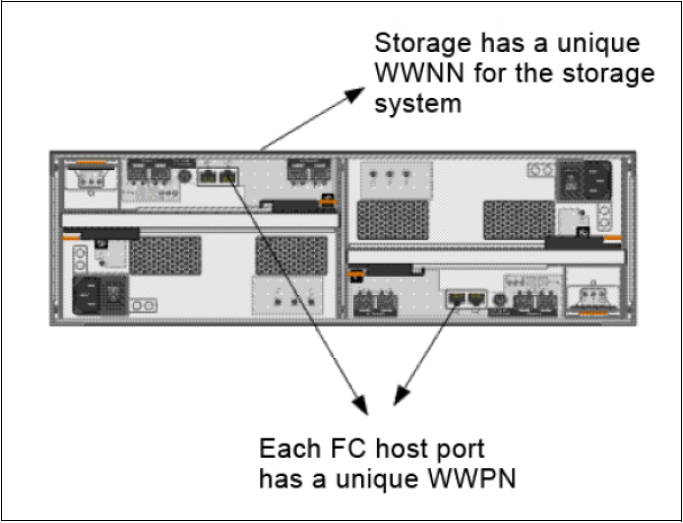 Storage has a unique
WWNN for the storage
system
Each FC host port
has a unique WWPN